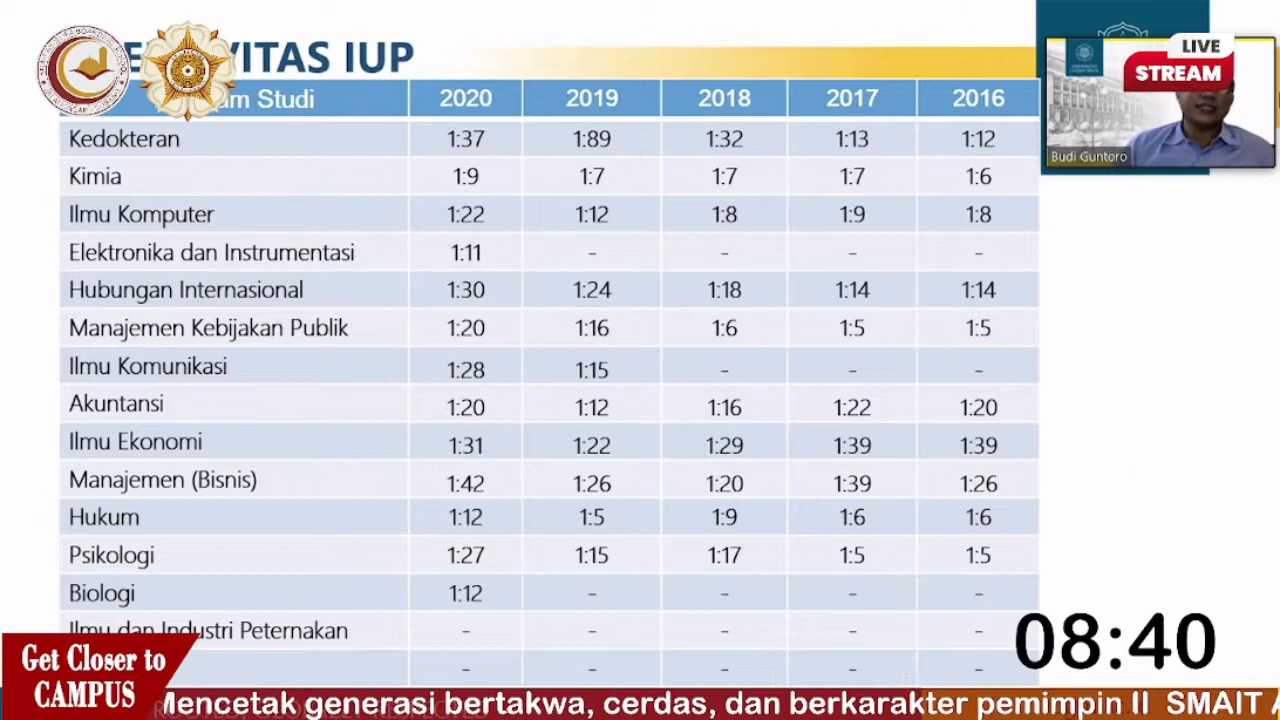 VITAS IUP
m Studi 2020 2019 2018 2017 2016
Kedokteran 1:37 1:89 1:32 1:13 1:12
Kimia 1:9 1:7 1:7 1:7 1:6
Ilmu Komputer 1:22 1:12 1:8 1:9 1:8
Elektronika dan Instrumentasi 1:11 - - - -
Hubungan Internasional 1:30 1:24 1:18 1:14 1:14
Manajemen Kebijakan Publik 1:20 1:16 1:6 1:5 1:5
Ilmu Komunikasi 1:28 1:15 - - -
Akuntansi 1:20 1:12 1:16 1:22 1:20
Ilmu Ekonomi 1:31 1:22 1:29 1:39 1:39
Manajemen (Bisnis) 1:42 1:26 1:20 1:39 1:26
Hukum 1:12 1:5 1:9 1:6 1:6
Psikologi 1:27 1:15 1:17 1:5 1:5
Biologi 1:12 - - - -
Ilmu dan Industri Peternakan - - - - -
- - - - -
LIVE
STREAM
Budi Guntoro
08:40
Get Closer to
CAMPUS
Mencetak generasi bertakwa, cerdas, dan berkarakter pemimpin II SMAIT